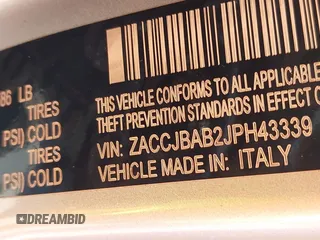 86 LB
TIRES
PSI) COLD
TIRES
PSI) COLD
THIS VEHICLE CONFORMS TO ALL APPLICABLE
THEFT PREVENTION STANDARDS IN EFFECT O
VIN: ZACCJBAB2JPH43339
VEHICLE MADE IN: ITALY
DREAMBID